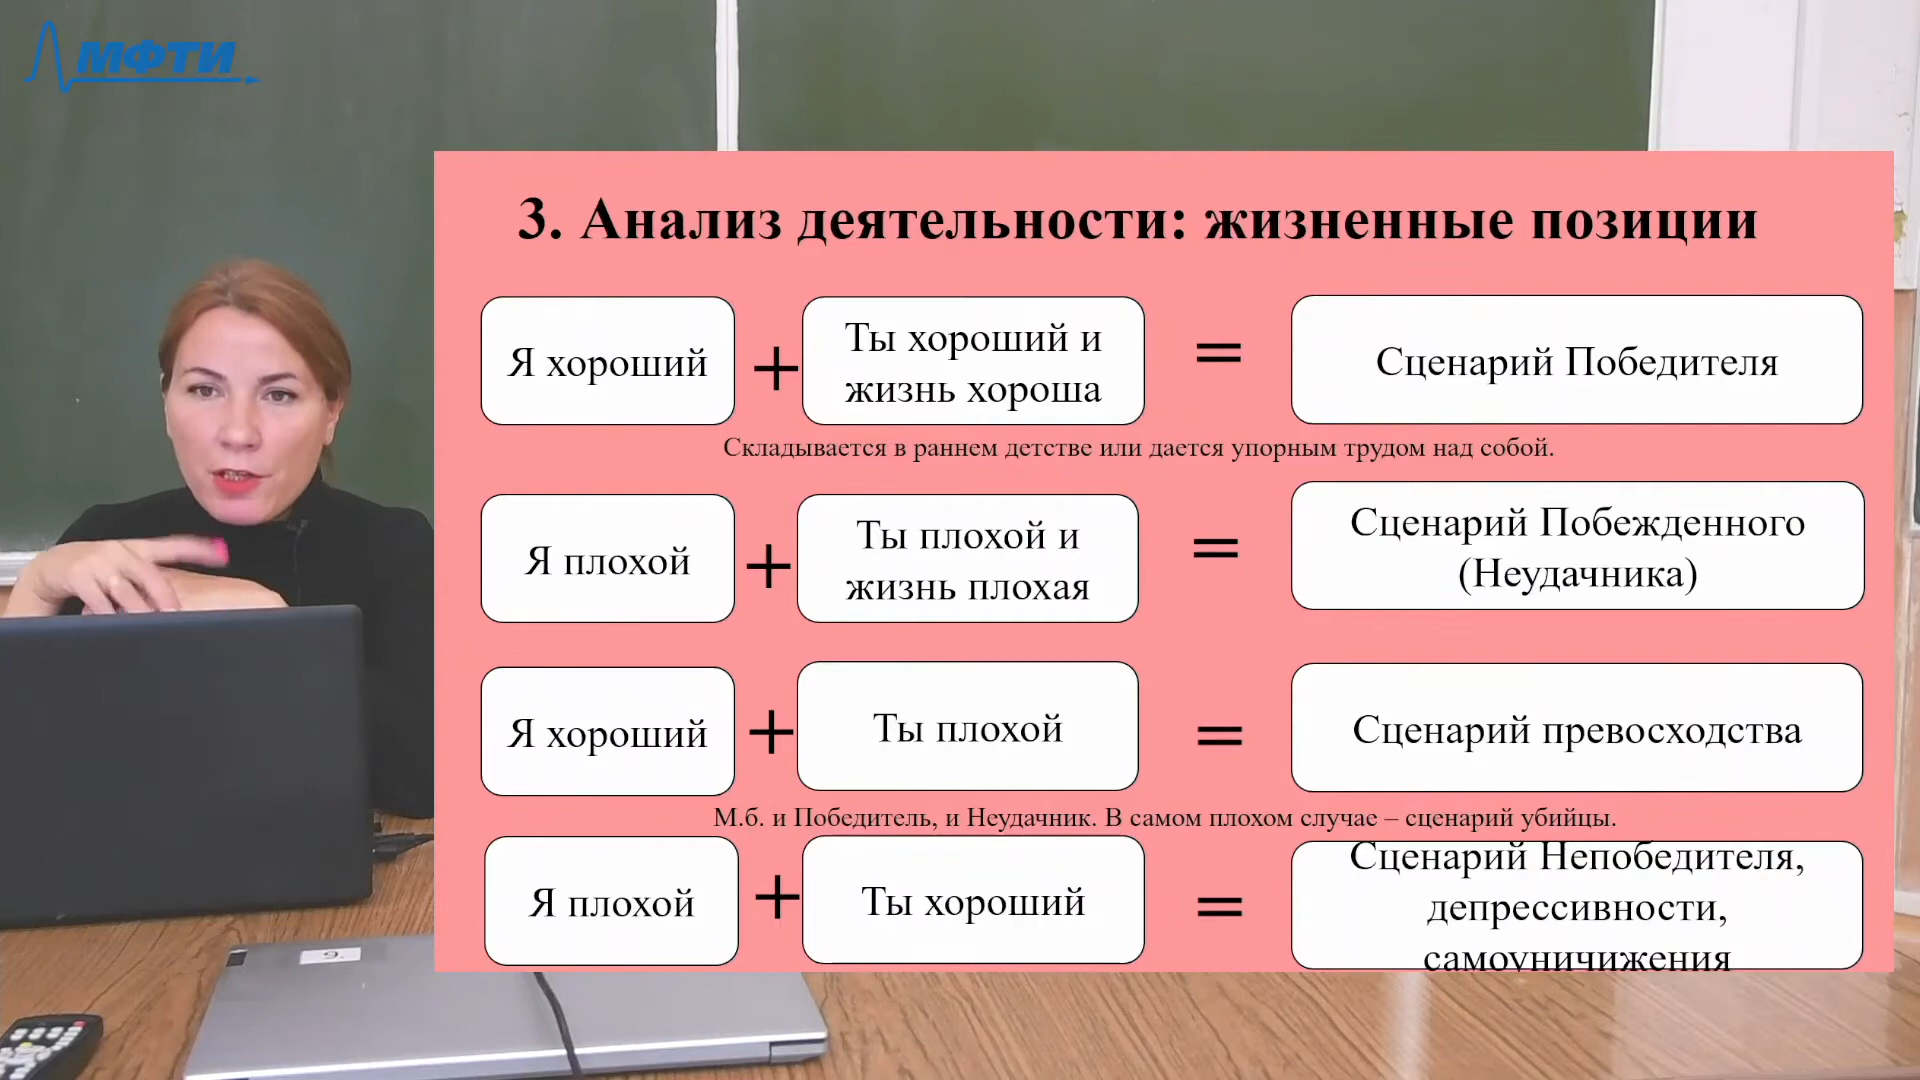 МФТИ
3. Анализ деятельности: жизненные позиции
Я хороший
+
Ты хороший и
жизнь хороша
=
Сценарий Победителя
Складывается в раннем детстве или дается упорным трудом над собой.
Я плохой
+
Ты плохой и
жизнь плохая
=
Сценарий Побежденного
(Неудачника)
Я хороший
+
Ты плохой
=
Сценарий превосходства
М.б. и Победитель, и Неудачник. В самом плохом случае – сценарий убийцы.
Я плохой
+
Ты хороший
=
Сценарий Непобедителя,
депрессивности,
самоуничижения